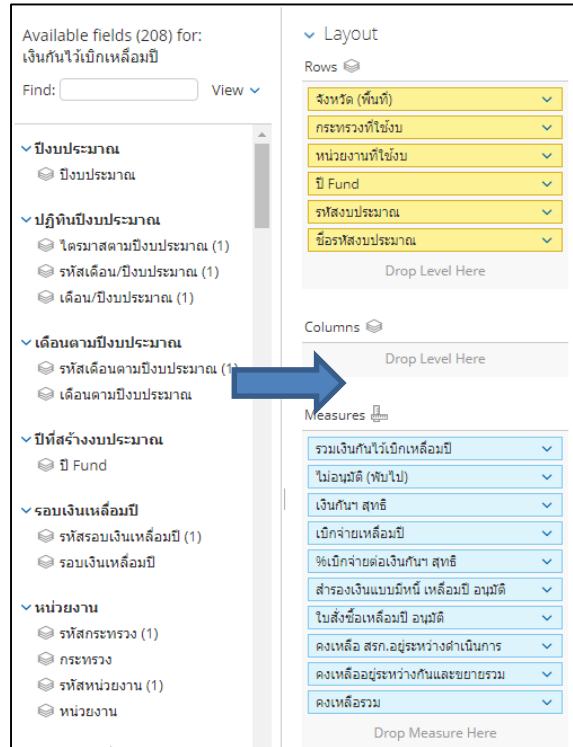 Available fields (208) for:
เงินกันไว้เบิกเหลื่อมปี
Find:
View
ปีงบประมาณ
ปีงบประมาณ
ปฏิทินปีงบประมาณ
ไตรมาสตามปีงบประมาณ (1)
รหัสเดือน/ปีงบประมาณ (1)
เดือน/ปีงบประมาณ (1)
เดือนตามปีงบประมาณ
รหัสเดือนตามปีงบประมาณ (1)
เดือนตามปีงบประมาณ
ปีที่สร้างงบประมาณ
ปี Fund
รอบเงินเหลื่อมปี
รหัสรอบเงินเหลื่อมปี (1)
รอบเงินเหลื่อมปี
หน่วยงาน
รหัสกระทรวง (1)
กระทรวง
รหัสหน่วยงาน (1)
หน่วยงาน
Layout
Rows
จังหวัด (พื้นที่)
กระทรวงที่ใช้งบ
หน่วยงานที่ใช้งบ
ปี Fund
รหัสงบประมาณ
ชื่อรหัสงบประมาณ
Drop Level Here
Columns
Drop Level Here
Measures
รวมเงินกันไว้เบิกเหลื่อมปี
ไม่อนุมัติ (พับไป)
เงินกันฯ สุทธิ
เบิกจ่ายเหลื่อมปี
%เบิกจ่ายต่อเงินกันฯ สุทธิ
สำรองเงินแบบมีหนี้ เหลื่อมปี อนุมัติ
ใบสั่งซื้อเหลื่อมปี อนุมัติ
คงเหลือ สรก.อยู่ระหว่างดำเนินการ
คงเหลืออยู่ระหว่างกันและขยายรวม
คงเหลือรวม
Drop Measure Here